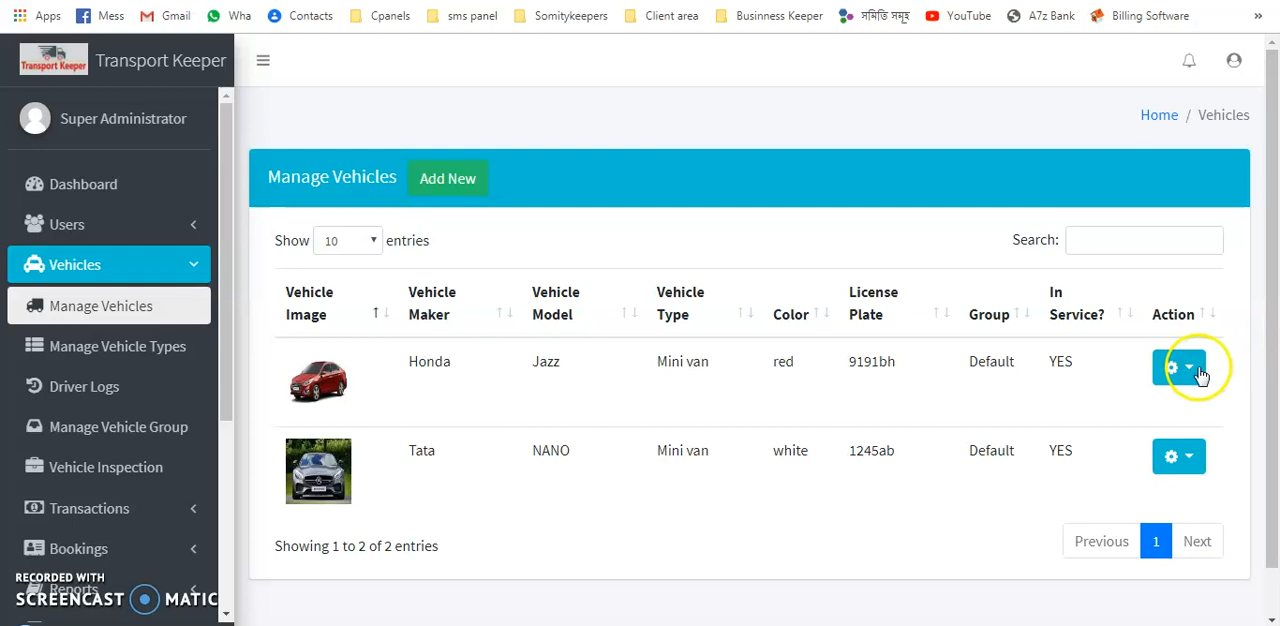 Apps Mess Gmail Wha Contacts Cpanels sns panel Somitykeepers Client area Businness Keeper সমিতি সমূহ YouTube A7z Bank Billing Software »
Transport Keeper Transport Keeper
Super Administrator
Home / Vehicles
Manage Vehicles Add New
Dashboard
Users
Vehicles
Manage Vehicles
Manage Vehicle Types
Driver Logs
Manage Vehicle Group
Vehicle Inspection
Transactions
Bookings
Reports
RECORDED WITH
SCREENCAST MATIC
Show 10 entries Search:
Vehicle Image Vehicle Maker Vehicle Model Vehicle Type Color License Plate Group In Service? Action
Honda Jazz Mini van red 9191bh Default YES
Tata NANO Mini van white 1245ab Default YES
Showing 1 to 2 of 2 entries Previous 1 Next